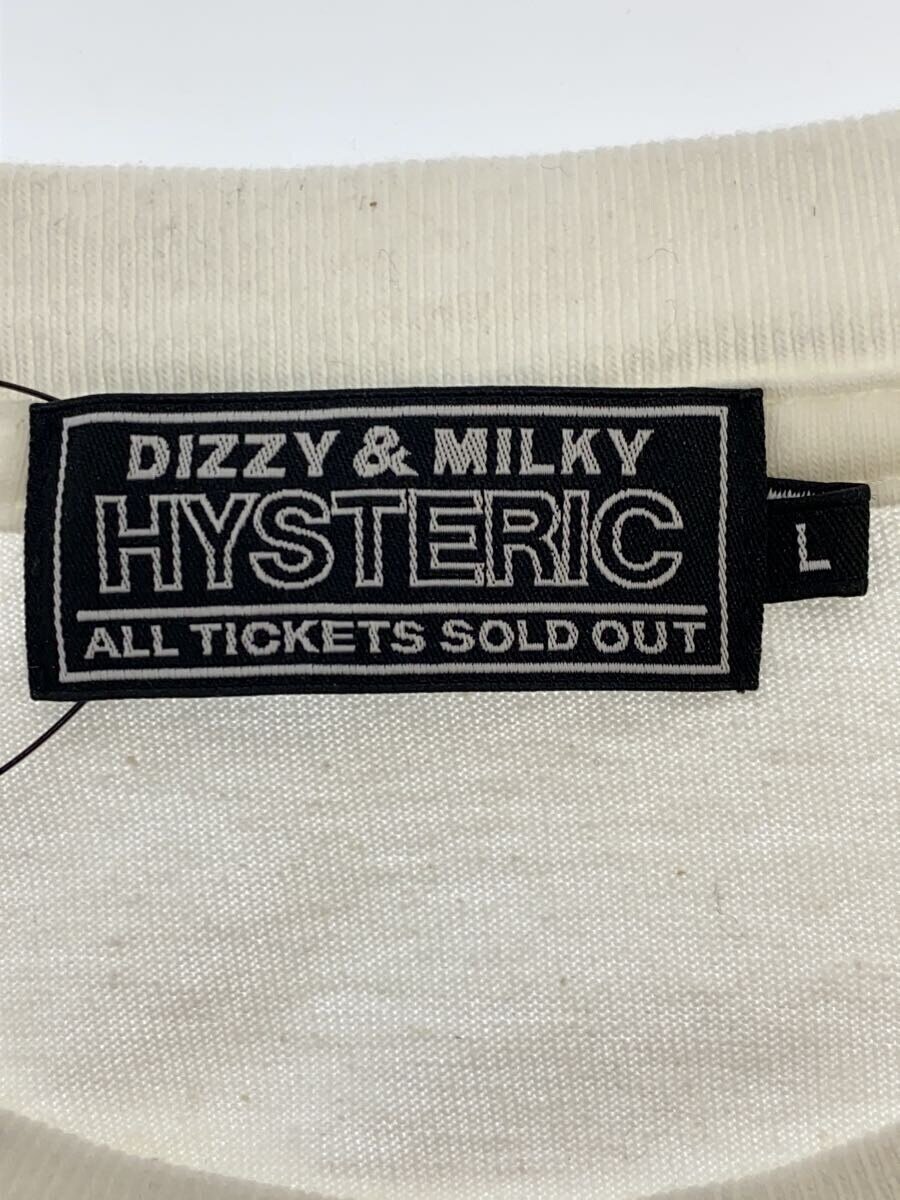 DIZZY & MILKY
HYSTERIC
ALL TICKETS SOLD OUT
L